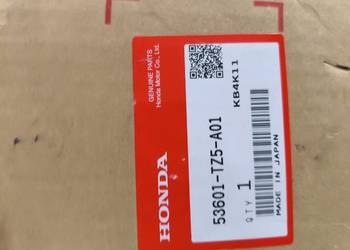 GENUINE PARTS
Honda Motor Co., Ltd.
HONDA
KB4K11
53601-TZ5-A01
QTY 1
MADE IN JAPAN